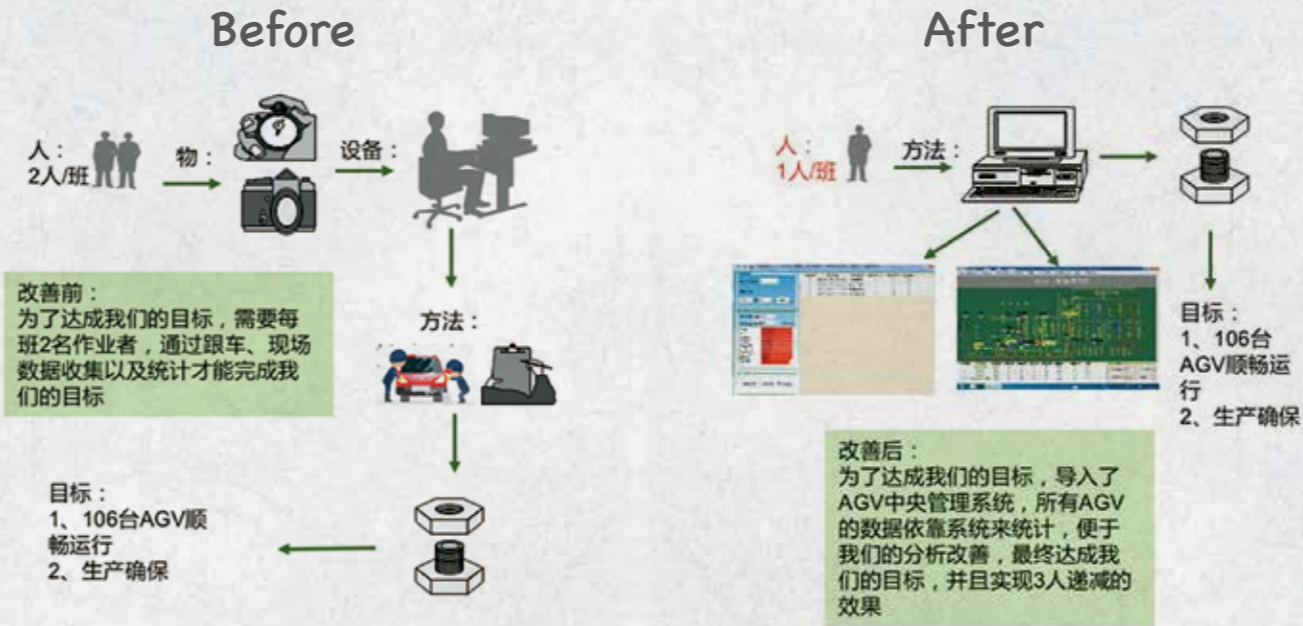 Before
人：
2人/班
物：
设备：
改善前：
为了达成我们的目标，需要每
班2名作业者，通过跟车、现场
数据收集以及统计才能完成我
们的目标
方法：
目标：
1、106台AGV顺
畅运行
2、生产确保
After
人：
1人/班
方法：
目标：
1、106台
AGV顺畅运
行
2、生产确保
改善后：
为了达成我们的目标，导入了
AGV中央管理系统，所有AGV
的数据依靠系统来统计，便于
我们的分析改善，最终达成我
们的目标，并且实现3人递减的
效果